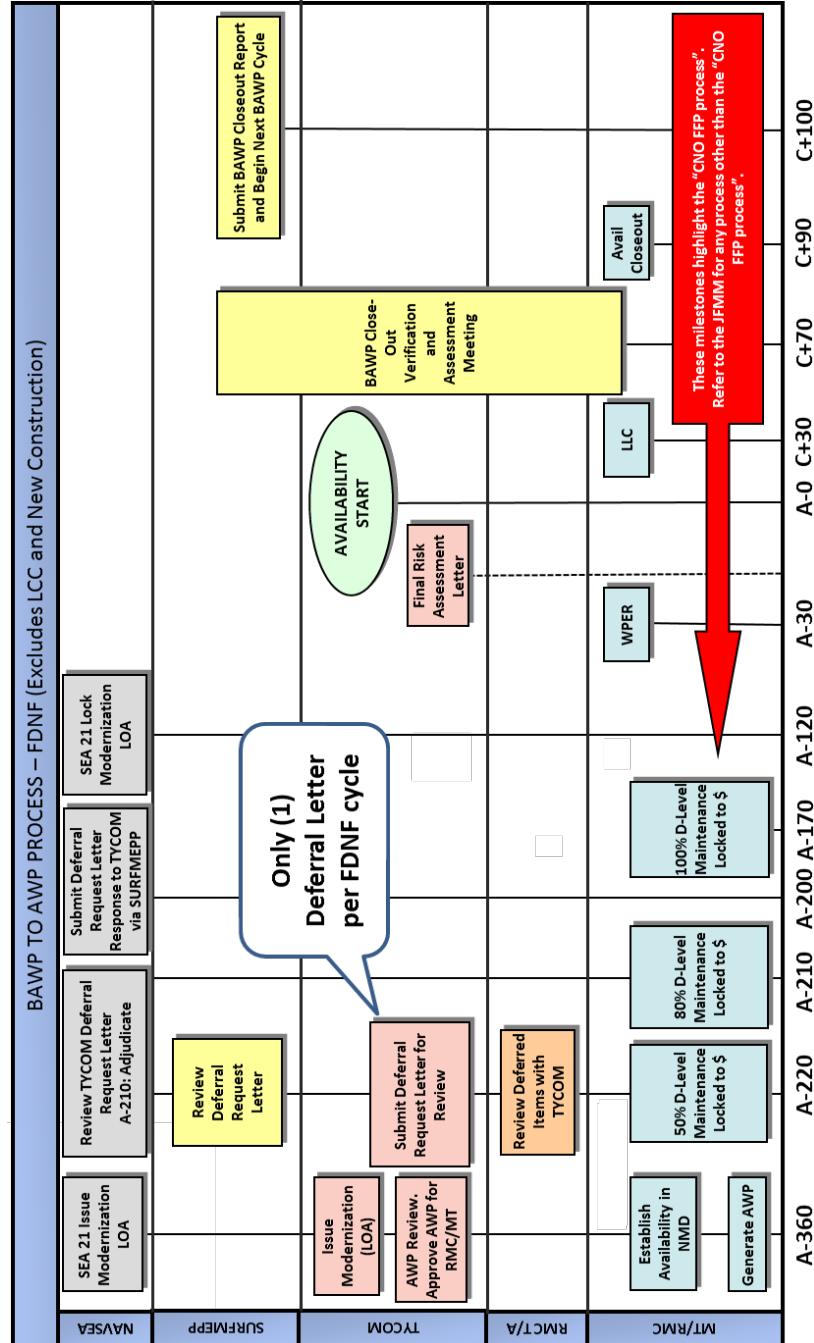 BAWP TO AWP PROCESS – FDNF (Excludes LCC and New Construction)
NAVSEA
SEA 21 Issue
Modernization
LOA
Review TYCOM Deferral
Request Letter
A-210: Adjudicate
Submit Deferral
Request Letter
Response to TYCOM
via SURFMEPP
SEA 21 Lock
Modernization
LOA
SURFMEPP
Review
Deferral
Request
Letter
Submit BAWP Closeout Report
and Begin Next BAWP Cycle
TYCOM
Issue
Modernization
(LOA)
AWP Review.
Approve AWP for
RMC/MT
Submit Deferral
Request Letter for
Review
Only (1)
Deferral Letter
per FDNF cycle
Final Risk
Assessment
Letter
AVAILABILITY
START
BAWP Close-
Out
Verification
and
Assessment
Meeting
RMCT/A
Review Deferred
Items with
TYCOM
MT/RMC
Establish
Availability in
NMD
Generate AWP
50% D-Level
Maintenance
Locked to $
80% D-Level
Maintenance
Locked to $
100% D-Level
Maintenance
Locked to $
WPER
LLC
Avail
Closeout
These milestones highlight the “CNO FFP process”.
Refer to the JFMM for any process other than the “CNO
FFP process”.
A-360
A-220
A-210
A-200
A-170
A-120
A-30
A-0
C+30
C+70
C+90
C+100